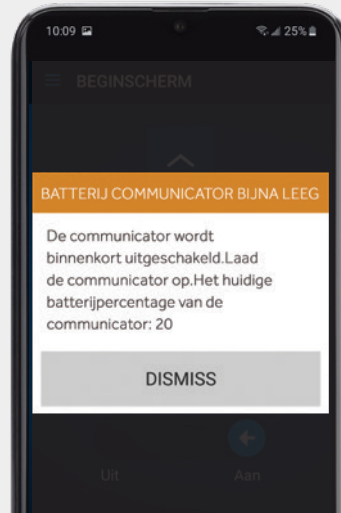 10:09 25%
BEGINSCHERM
BATTERIJ COMMUNICATOR BIJNA LEEG
De communicator wordt
binnenkort uitgeschakeld.Laad
de communicator op.Het huidige
batterijpercentage van de
communicator: 20
DISMISS
Uit Aan